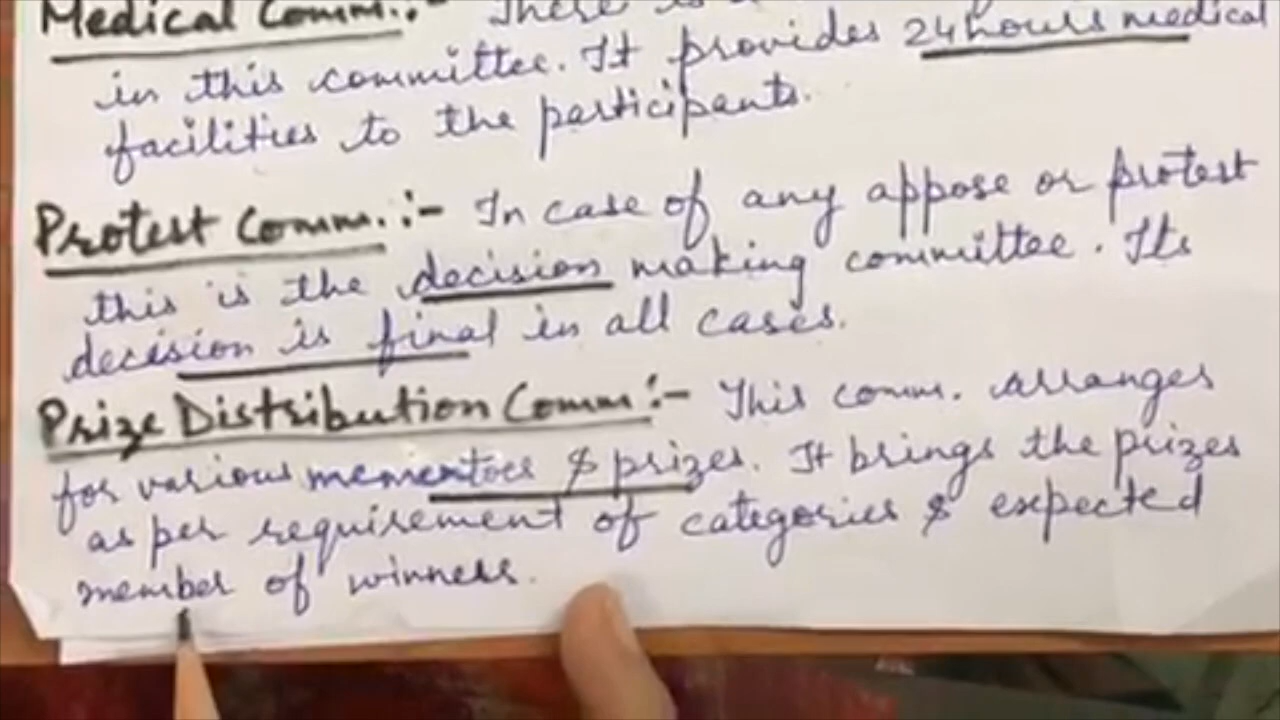 Medical Comm.:- There is a
in this committee. It provides 24 hours medical
facilities to the participants.
Protest Comm.:- In case of any appose or protest
this is the decision making committee. Its
decision is final in all cases.
Prize Distribution Comm:- This comm. arranges
for various mementoes & prizes. It brings the prizes
as per requirement of categories & expected
member of winners.